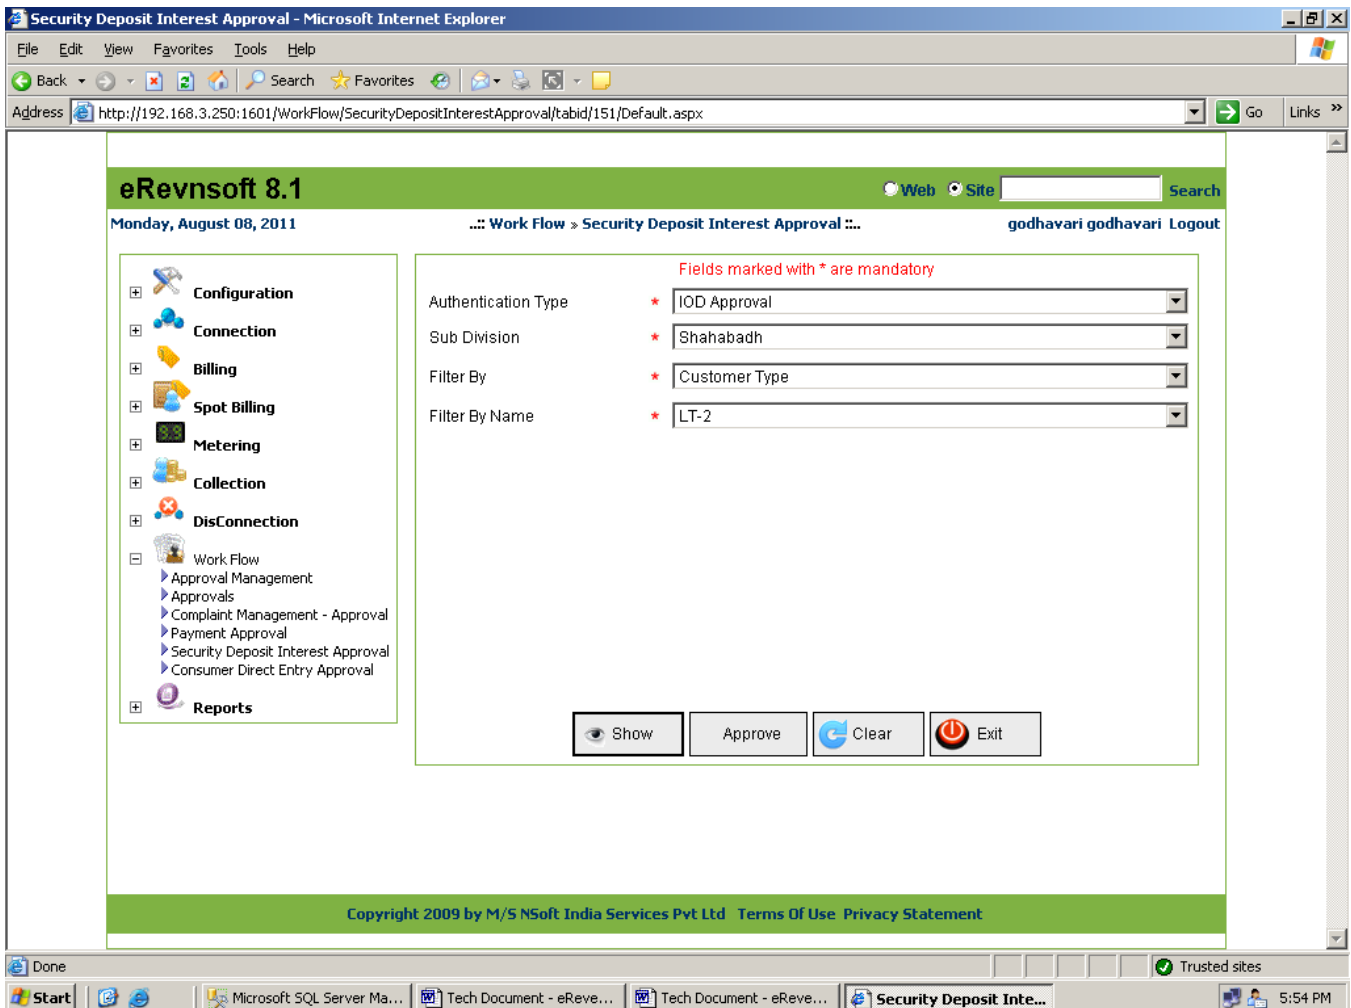 Security Deposit Interest Approval - Microsoft Internet Explorer
File Edit View Favorites Tools Help
Back Search Favorites
Address http://192.168.3.250:1601/WorkFlow/SecurityDepositInterestApproval/tabid/151/Default.aspx Go Links »
eRevnsoft 8.1 Web Site Search
Monday, August 08, 2011 ..:: Work Flow » Security Deposit Interest Approval ::.. godhavari godhavari Logout
Configuration
Connection
Billing
Spot Billing
Metering
Collection
DisConnection
Work Flow
Approval Management
Approvals
Complaint Management - Approval
Payment Approval
Security Deposit Interest Approval
Consumer Direct Entry Approval
Reports
Fields marked with * are mandatory
Authentication Type * IOD Approval
Sub Division * Shahabadh
Filter By * Customer Type
Filter By Name * LT-2
Show Approve Clear Exit
Copyright 2009 by M/S NSoft India Services Pvt Ltd Terms Of Use Privacy Statement
Done Trusted sites
Start Microsoft SQL Server Ma... Tech Document - eReve... Tech Document - eReve... Security Deposit Inte... 5:54 PM